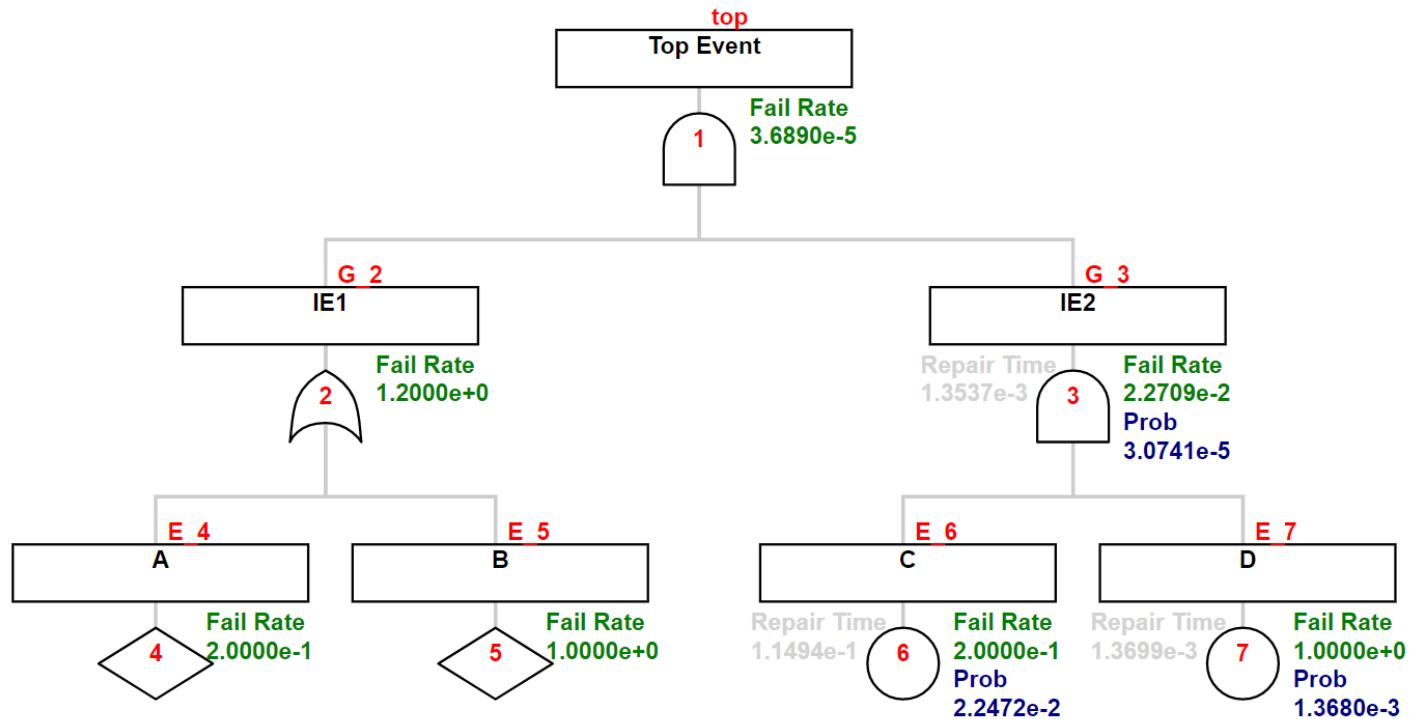 top
Top Event
Fail Rate
3.6890e-5
1
G_2
IE1
Fail Rate
1.2000e+0
2
G_3
IE2
Repair Time
1.3537e-3
3
Fail Rate
2.2709e-2
Prob
3.0741e-5
E_4
A
Fail Rate
2.0000e-1
4
E_5
B
Fail Rate
1.0000e+0
5
E_6
C
Repair Time
1.1494e-1
6
Fail Rate
2.0000e-1
Prob
2.2472e-2
E_7
D
Repair Time
1.3699e-3
7
Fail Rate
1.0000e+0
Prob
1.3680e-3